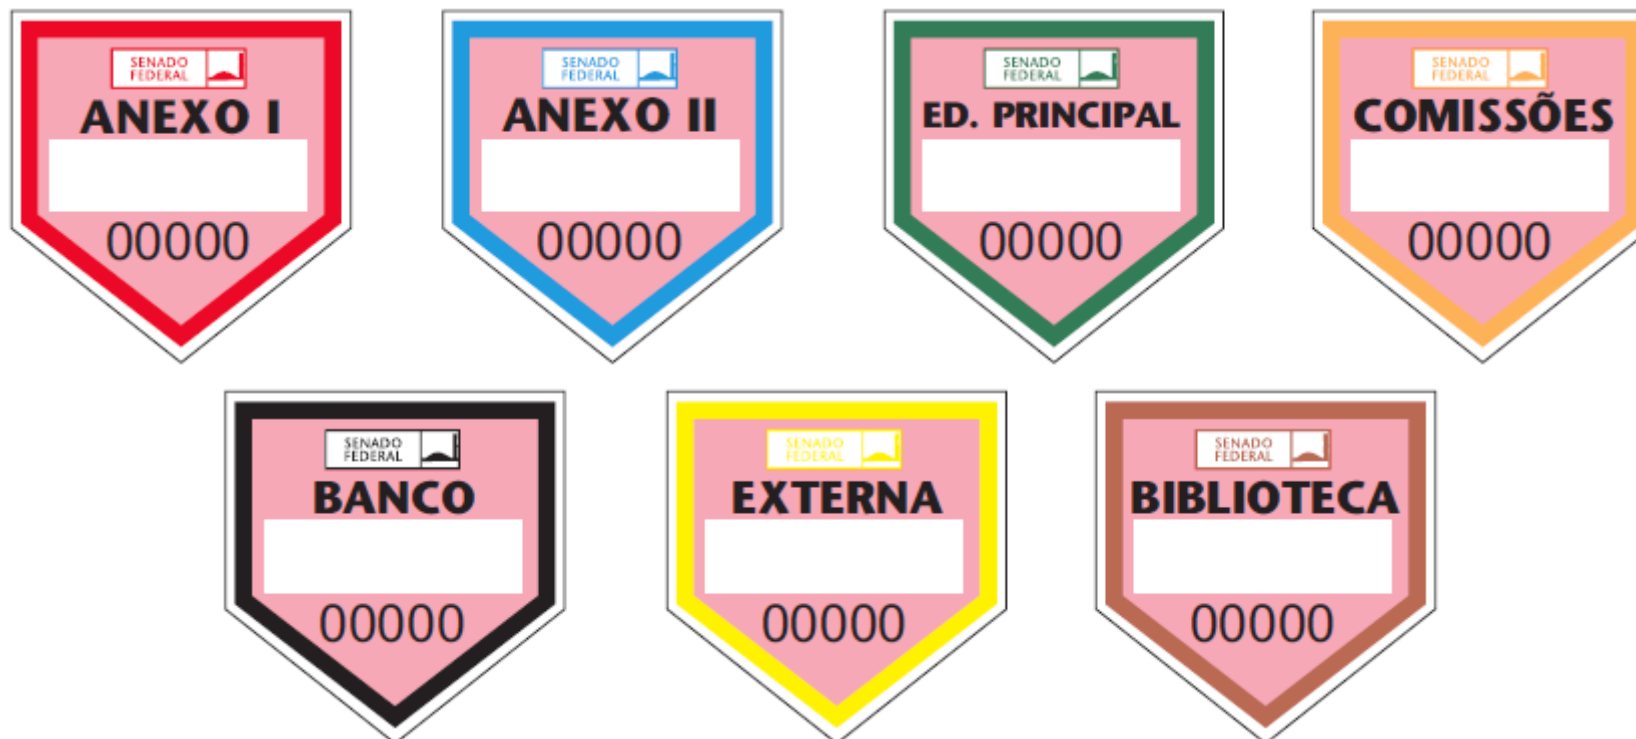 SENADO
FEDERAL
ANEXO I
00000
SENADO
FEDERAL
ANEXO II
00000
SENADO
FEDERAL
ED. PRINCIPAL
00000
SENADO
FEDERAL
COMISSÕES
00000
SENADO
FEDERAL
BANCO
00000
SENADO
FEDERAL
EXTERNA
00000
SENADO
FEDERAL
BIBLIOTECA
00000